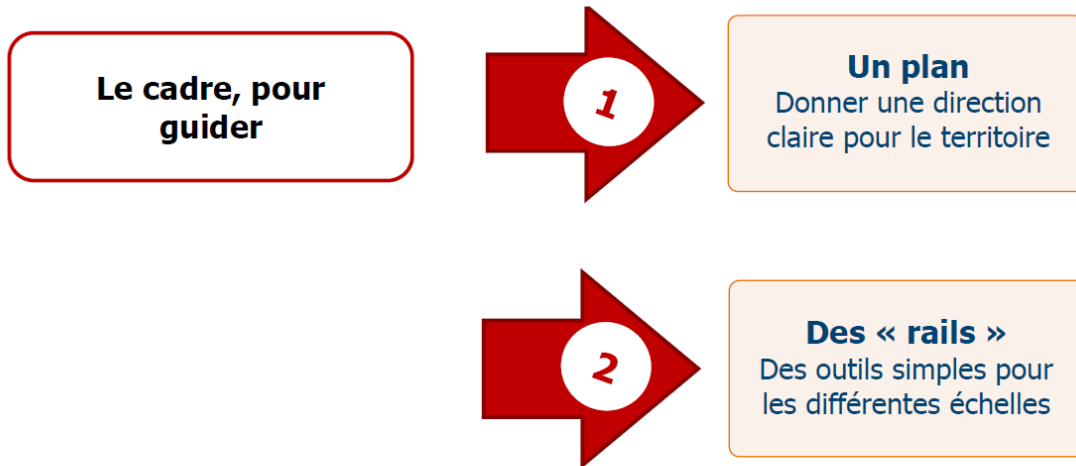 Le cadre, pour
guider
1
Un plan
Donner une direction
claire pour le territoire
2
Des « rails »
Des outils simples pour
les différentes échelles